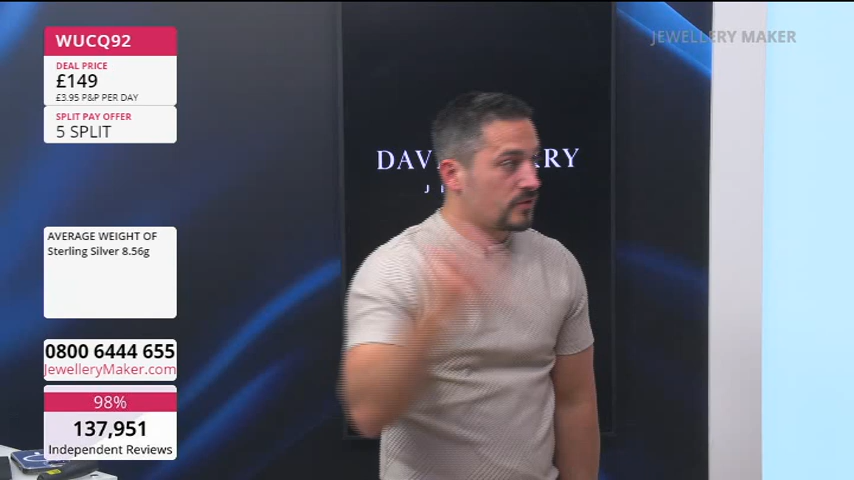 WUCQ92
DEAL PRICE
£149
£3.95 P&P PER DAY
SPLIT PAY OFFER
5 SPLIT
AVERAGE WEIGHT OF
Sterling Silver 8.56g
0800 6444 655
JewelleryMaker.com
98%
137,951
Independent Reviews
JEWELLERY MAKER